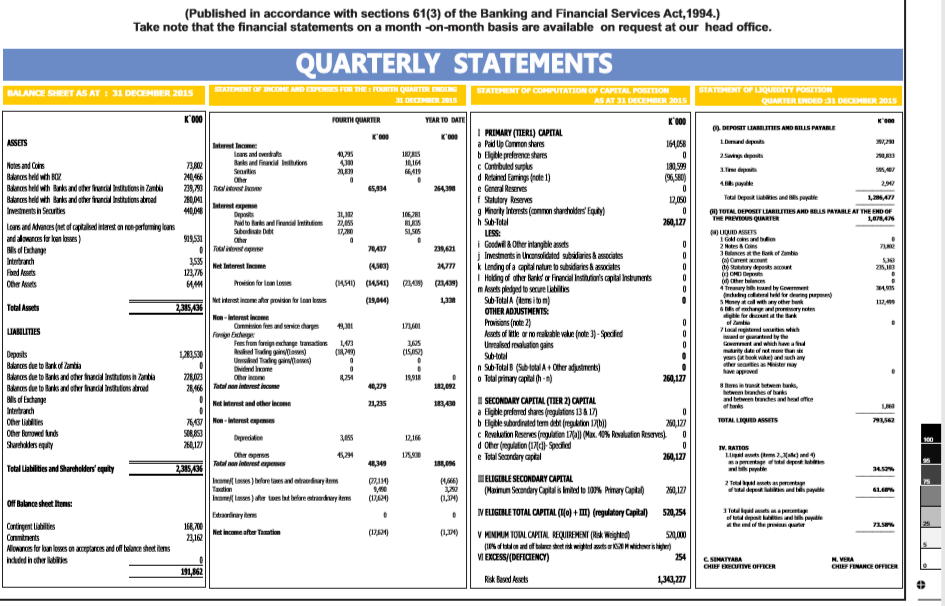 (Published in accordance with sections 61(3) of the Banking and Financial Services Act,1994.)
Take note that the financial statements on a month -on-month basis are available on request at our head office.
QUARTERLY STATEMENTS
BALANCE SHEET AS AT : 31 DECEMBER 2015
K`000
ASSETS
Notes and Coins 73,802
Balances held with BOZ 240,466
Balances held with Banks and other financial Institutions in Zambia 239,793
Balances held with Banks and other financial Institutions abroad 280,041
Investments in Securities 440,048
Loans and Advances (net of capitalised interest on non-performing loans
and allowances for loan losses ) 919,531
Bills of Exchange 0
Interbranch 3,535
Fixed Assets 123,776
Other Assets 64,444
Total Assets 2,385,436
LIABILITIES
Deposits 1,283,530
Balances due to Bank of Zambia 0
Balances due to Banks and other financial Institutions in Zambia 228,023
Balances due to Banks and other financial Institutions abroad 28,466
Bills of Exchange 0
Interbranch 0
Other Liabilities 76,437
Other Borrowed funds 508,853
Shareholders equity 260,127
Total Liabilities and Shareholders' equity 2,385,436
Off Balance sheet Items:
Contingent Liabilities 168,700
Commitments 23,162
Allowances for loan losses on acceptances and off balance sheet items
included in other liabilities 0
191,862
STATEMENT OF INCOME AND EXPENSES FOR THE : FOURTH QUARTER ENDING
31 DECEMBER 2015
FOURTH QUARTER YEAR TO DATE
K`000 K`000
Interest Income:
Loans and overdrafts 40,795 187,815
Banks and Financial Institutions 4,300 10,164
Securities 20,839 66,419
Other 0 0
Total interest Income 65,934 264,398
Interest expense
Deposits 31,102 106,281
Paid to Banks and Financial Institutions 22,055 81,835
Subordinate Debt 17,280 51,505
Other 0 0
Total interest expense 70,437 239,621
Net Interest Income (4,503) 24,777
Provision for Loan Losses (14,541) (14,541) (23,439) (23,439)
Net interest income after provision for loan losses (19,044) 1,338
Non - interest income
Commission fees and service charges 49,301 173,601
Foreign Exchange:
Fees from foreign exchange transactions 1,473 3,625
Realised Trading gains/(losses) (18,749) (15,052)
Unrealised Trading gains/(Losses) 0 0
Dividend Income 0 0
Other income 8,254 19,918 0
Total non interest income 40,279 182,092
Net interest and other income 21,235 183,430
Non - interest expenses
Depreciation 3,055 12,166
Other expenses 45,294 175,930
Total non interest expenses 48,349 188,096
Income/( Losses ) before taxes and extraordinary items (27,114) (4,666)
Taxation 9,490 3,292
Income/( Losses ) after taxes but before extraordinary items (17,624) (1,374)
Extraordinary items 0 0
Net income after Taxation (17,624) (1,374)
STATEMENT OF COMPUTATION OF CAPITAL POSITION
AS AT 31 DECEMBER 2015
K`000
I PRIMARY (TIER1) CAPITAL
a Paid Up Common shares 164,058
b Eligible preference shares 0
c Contributed surplus 180,599
d Retained Earnings (note 1) (96,580)
e General Reserves 0
f Statutory Reserves 12,050
g Minority Interests (common shareholders' Equity) 0
h Sub-Total 260,127
LESS:
i Goodwill & Other intangible assets 0
j Investments in Unconsolidated subsidiaries & associates 0
k Lending of a capital nature to subsidiaries & associates 0
l Holding of other Banks' or Financial Institution's capital Instruments 0
m Assets pledged to secure Liabilities 0
Sub-Total A (items i to m) 0
OTHER ADJUSTMENTS:
Provisions (note 2) 0
Assets of little or no realizable value (note 3) - Specified 0
Unrealised revaluation gains 0
Sub-total 0
n Sub-Total B (Sub-total A + Other adjustments) 0
o Total primary capital (h - n) 260,127
II SECONDARY CAPITAL (TIER 2) CAPITAL
a Eligible preferred shares (regulations 13 & 17) 0
b Eligible subordinated term debt (regulation 17(b)) 260,127
c Revaluation Reserves (regulation 17(a)) (Max. 40% Revaluation Reserves). 0
d Other (regulation (17(c))- Specified 0
e Total Secondary capital 260,127
III ELIGIBLE SECONDARY CAPITAL
(Maximum Secondary Capital is limited to 100% Primary Capital) 260,127
IV ELIGIBLE TOTAL CAPITAL (I(o) + III) (regulatory Capital) 520,254
V MINIMUM TOTAL CAPITAL REQUIREMENT (Risk Weighted) 520,000
(10% of total on and off balance sheet risk weighted assets or K520 M whichever is higher)
VI EXCESS/(DEFICIENCY) 254
Risk Based Assets 1,343,227
STATEMENT OF LIQUIDITY POSITION
QUARTER ENDED :31 DECEMBER 2015
K`000
(i). DEPOSIT LIABILITIES AND BILLS PAYABLE
1.Demand deposits 397,290
2.Savings deposits 290,833
3.Time deposits 595,407
4.Bills payable 2,947
Total Deposit Liabilities and Bills payable 1,286,477
(ii) TOTAL DEPOSIT LIABILITIES AND BILLS PAYABLE AT THE END OF
THE PREVIOUS QUARTER 1,078,476
(iii) LIQUID ASSETS
1 Gold coins and bullion 0
2 Notes & Coins 73,802
3 Balances at the Bank of Zambia
(a) Current account 5,363
(b) Statutory deposits account 235,103
(c) OMO Deposits 0
(d) Other balances 0
4 Treasury bills issued by Government 364,935
(including collateral held for clearing purposes)
5 Money at call with any other bank 112,499
6 Bills of exchange and promissory notes
eligible for discount at the Bank
of Zambia 0
7 Local registered securities which
issued or guaranteed by the
Government and which have a final
maturity date of not more than six
years (at book value) and such any
other securities as Minister may
have approved 0
8 Items in transit between banks,
between branches of banks
and between branches and head office
of banks 1,860
TOTAL LIQUID ASSETS 793,562
IV. RATIOS
1.Liquid assets (items 2.,3(a&c) and 4)
as a percentage of total deposit liabilities
and bills payable 34.52%
2 Total liquid assets as percentage
of total deposit liabilities and bills payable 61.68%
3 Total liquid assets as a percentage
of total deposit liabilities and bills payable
at the end of the previous quarter 73.58%
C. SIMATYABA M. VERA
CHIEF EXECUTIVE OFFICER CHIEF FINANCE OFFICER
100
95
75
25
5
0